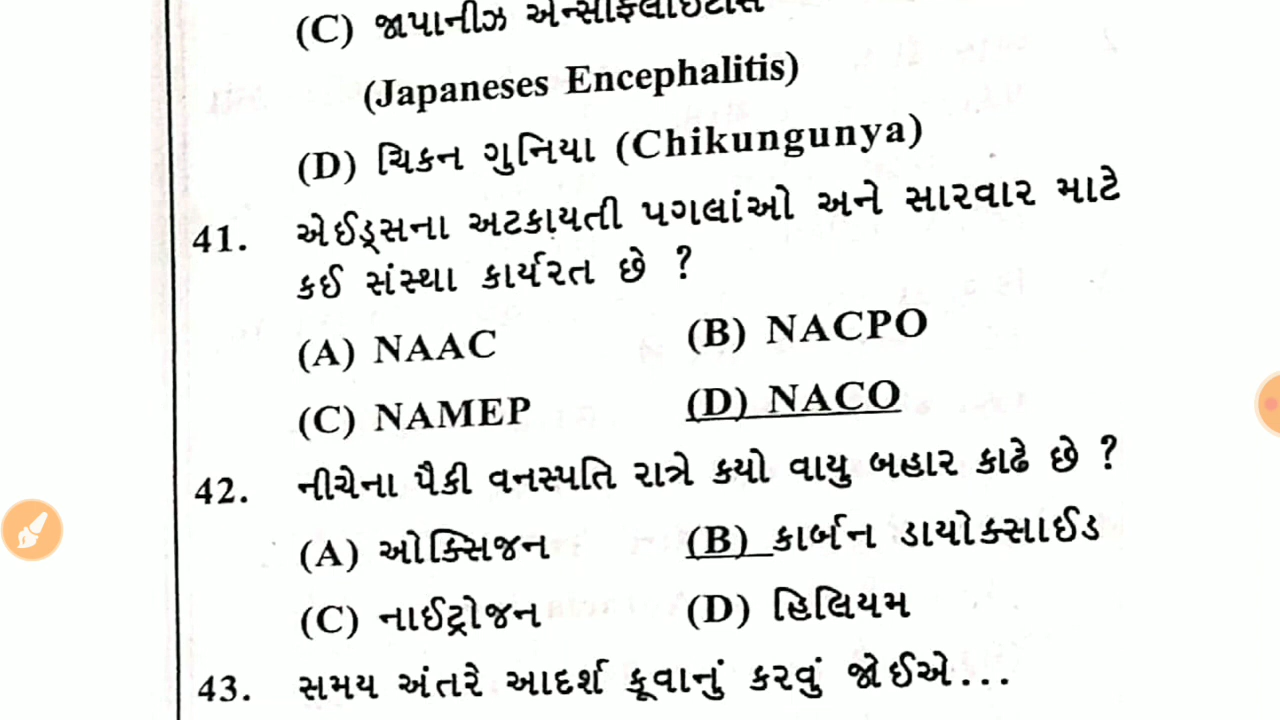 (C) જાપાનીઝ એન્સીફ્લાઈટીસ
(Japaneses Encephalitis)
(D) ચિકન ગુનિયા (Chikungunya)
41. એઈડ્સના અટકાયતી પગલાંઓ અને સારવાર માટે
કઈ સંસ્થા કાર્યરત છે ?
(A) NAAC (B) NACPO
(C) NAMEP (D) NACO
42. નીચેના પૈકી વનસ્પતિ રાત્રે કયો વાયુ બહાર કાઢે છે ?
(A) ઓક્સિજન (B) કાર્બન ડાયોક્સાઈડ
(C) નાઈટ્રોજન (D) હિલિયમ
43. સમય અંતરે આદર્શ કૂવાનું કરવું જોઈએ...